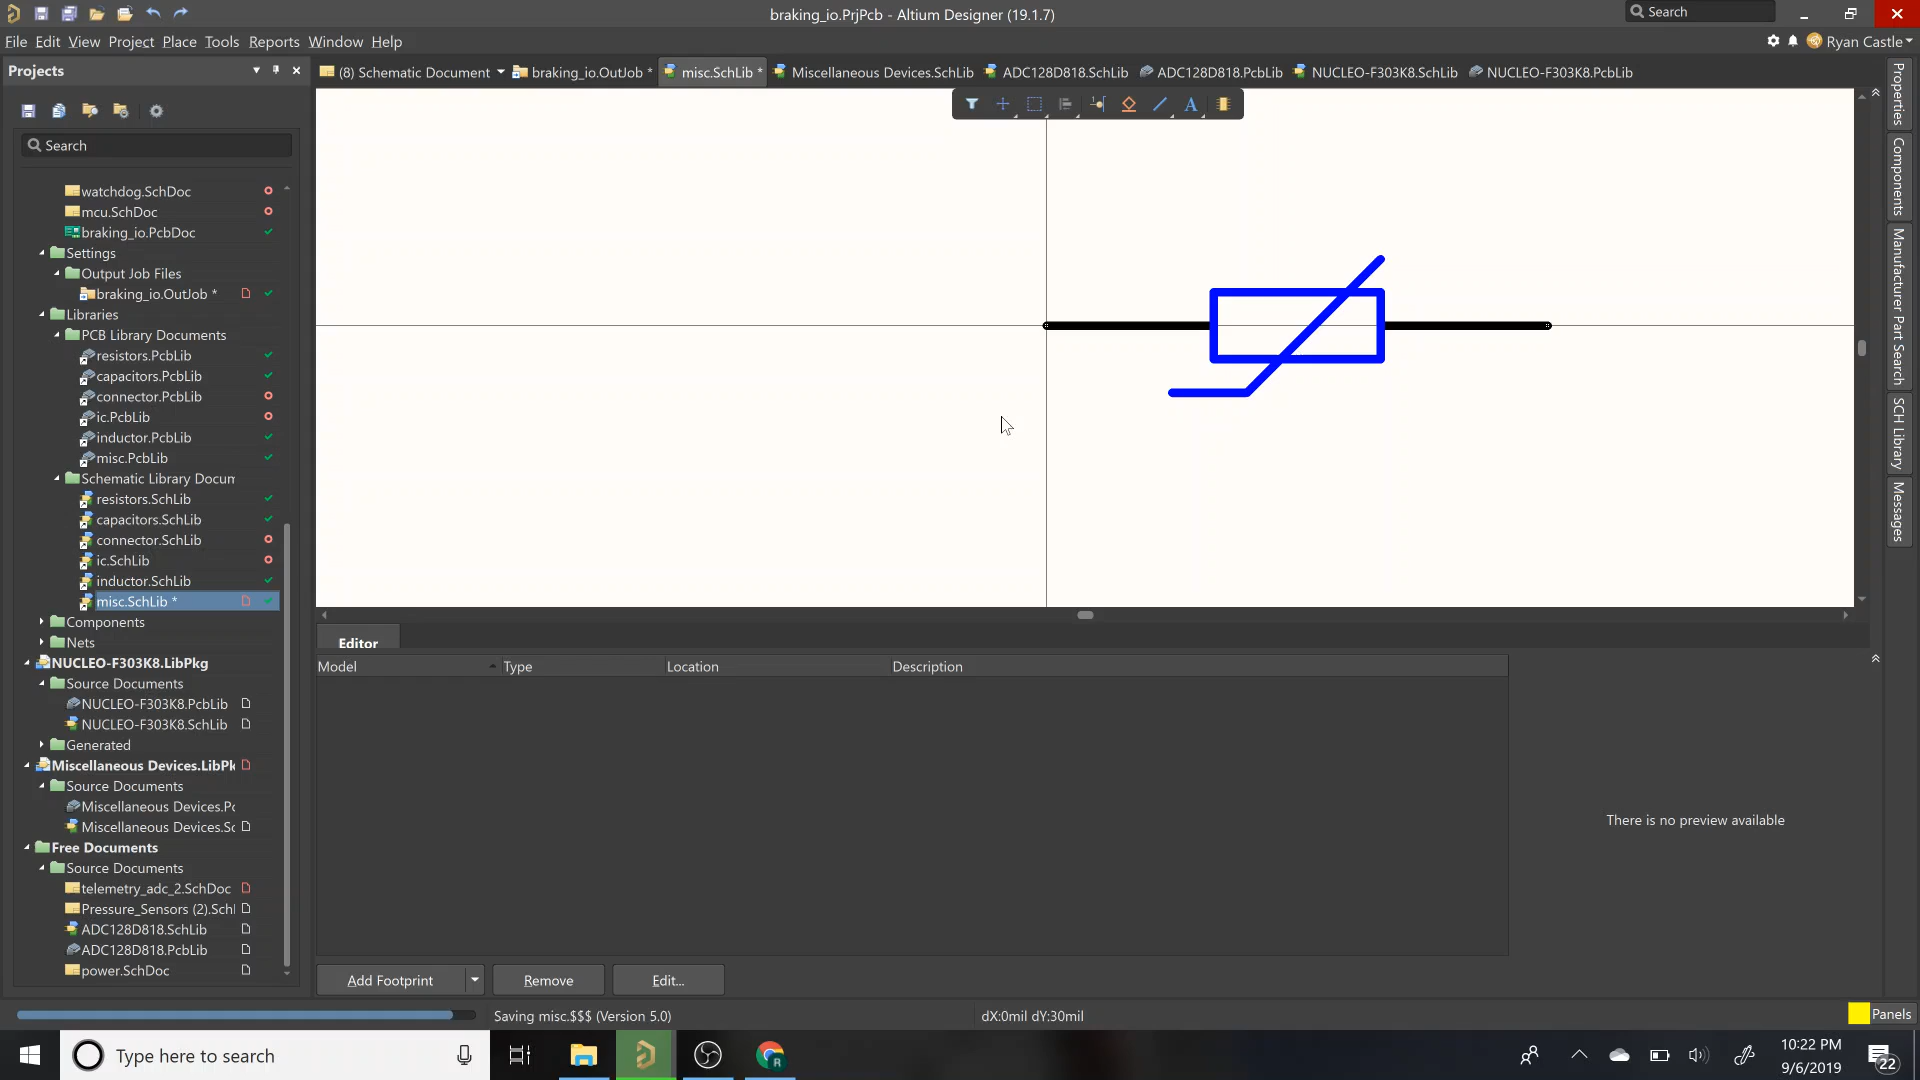 braking_io.PrjPcb - Altium Designer (19.1.7)
Search
File Edit View Project Place Tools Reports Window Help
Ryan Castle
Projects
(8) Schematic Document
braking_io.OutJob *
misc.SchLib *
Miscellaneous Devices.SchLib
ADC128D818.SchLib
ADC128D818.PcbLib
NUCLEO-F303K8.SchLib
NUCLEO-F303K8.PcbLib
A
Search
watchdog.SchDoc
mcu.SchDoc
braking_io.PcbDoc
Settings
Output Job Files
braking_io.OutJob *
Libraries
PCB Library Documents
resistors.PcbLib
capacitors.PcbLib
connector.PcbLib
ic.PcbLib
inductor.PcbLib
misc.PcbLib
Schematic Library Docum
resistors.SchLib
capacitors.SchLib
connector.SchLib
ic.SchLib
inductor.SchLib
misc.SchLib *
Components
Nets
NUCLEO-F303K8.LibPkg
Source Documents
NUCLEO-F303K8.PcbLib
NUCLEO-F303K8.SchLib
Generated
Miscellaneous Devices.LibPk
Source Documents
Miscellaneous Devices.Pc
Miscellaneous Devices.Sc
Free Documents
Source Documents
telemetry_adc_2.SchDoc
Pressure_Sensors (2).Schl
ADC128D818.SchLib
ADC128D818.PcbLib
power.SchDoc
Properties
Components
Manufacturer Part Search
SCH Library
Messages
Editor
Model Type Location Description
There is no preview available
Add Footprint
Remove
Edit...
Saving misc.$$$ (Version 5.0)
dX:0mil dY:30mil
Panels
Type here to search
R
10:22 PM
9/6/2019
22